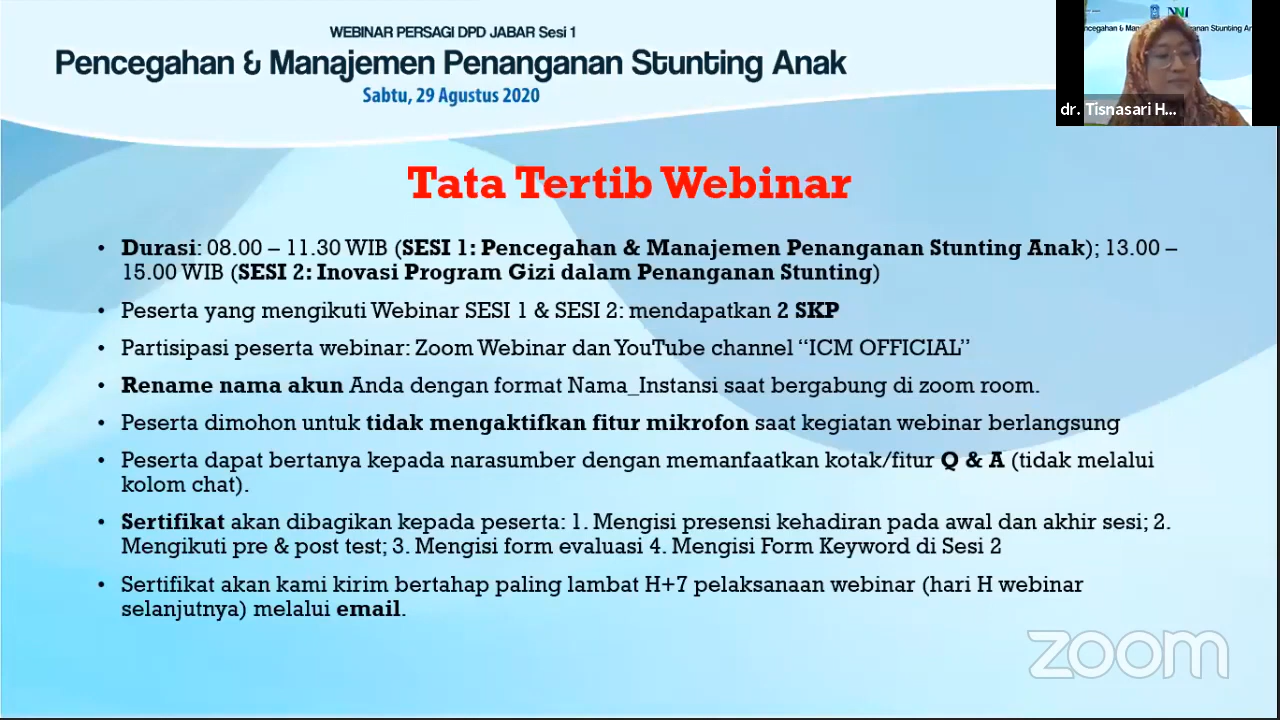 WEBINAR PERSAGI DPD JABAR Sesi 1
Pencegahan & Manajemen Penanganan Stunting Anak
Sabtu, 29 Agustus 2020
dr. Tisnasari H...
Tata Tertib Webinar
• Durasi: 08.00 – 11.30 WIB (SESI 1: Pencegahan & Manajemen Penanganan Stunting Anak); 13.00 –
15.00 WIB (SESI 2: Inovasi Program Gizi dalam Penanganan Stunting)
• Peserta yang mengikuti Webinar SESI 1 & SESI 2: mendapatkan 2 SKP
• Partisipasi peserta webinar: Zoom Webinar dan YouTube channel “ICM OFFICIAL”
• Rename nama akun Anda dengan format Nama_Instansi saat bergabung di zoom room.
• Peserta dimohon untuk tidak mengaktifkan fitur mikrofon saat kegiatan webinar berlangsung
• Peserta dapat bertanya kepada narasumber dengan memanfaatkan kotak/fitur Q & A (tidak melalui
kolom chat).
• Sertifikat akan dibagikan kepada peserta: 1. Mengisi presensi kehadiran pada awal dan akhir sesi; 2.
Mengikuti pre & post test; 3. Mengisi form evaluasi 4. Mengisi Form Keyword di Sesi 2
• Sertifikat akan kami kirim bertahap paling lambat H+7 pelaksanaan webinar (hari H webinar
selanjutnya) melalui email.
zoom